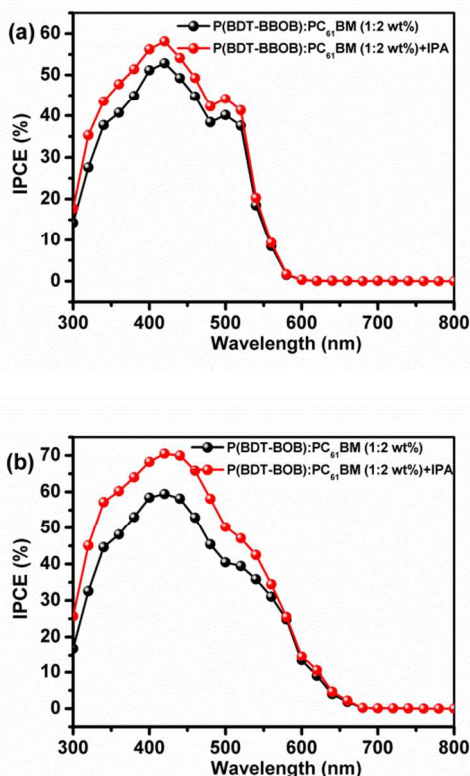 (a)
P(BDT-BBOB):PC61BM (1:2 wt%)
P(BDT-BBOB):PC61BM (1:2 wt%)+IPA
IPCE (%)
60
50
40
30
20
10
0
300 400 500 600 700 800
Wavelength (nm)
(b)
P(BDT-BOB):PC61BM (1:2 wt%)
P(BDT-BOB):PC61BM (1:2 wt%)+IPA
IPCE (%)
70
60
50
40
30
20
10
0
300 400 500 600 700 800
Wavelength (nm)